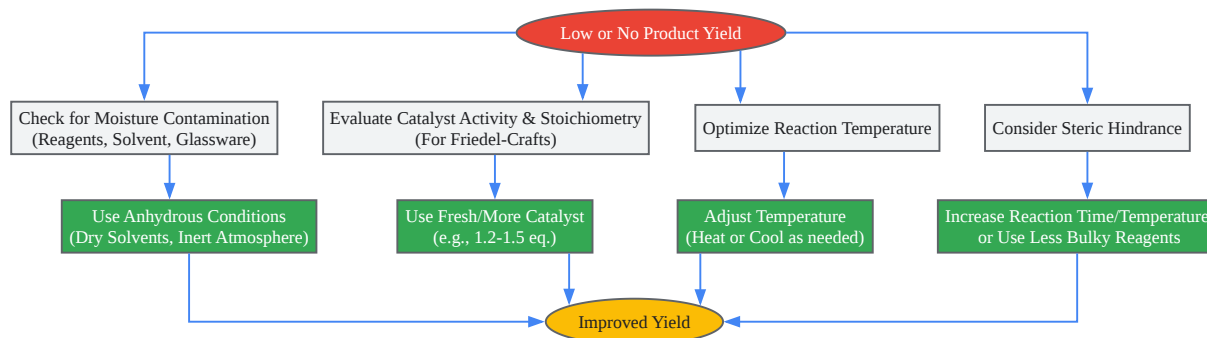 Low or No Product Yield
Check for Moisture Contamination
(Reagents, Solvent, Glassware)
Evaluate Catalyst Activity & Stoichiometry
(For Friedel-Crafts)
Optimize Reaction Temperature
Consider Steric Hindrance
Use Anhydrous Conditions
(Dry Solvents, Inert Atmosphere)
Use Fresh/More Catalyst
(e.g., 1.2-1.5 eq.)
Adjust Temperature
(Heat or Cool as needed)
Increase Reaction Time/Temperature
or Use Less Bulky Reagents
Improved Yield